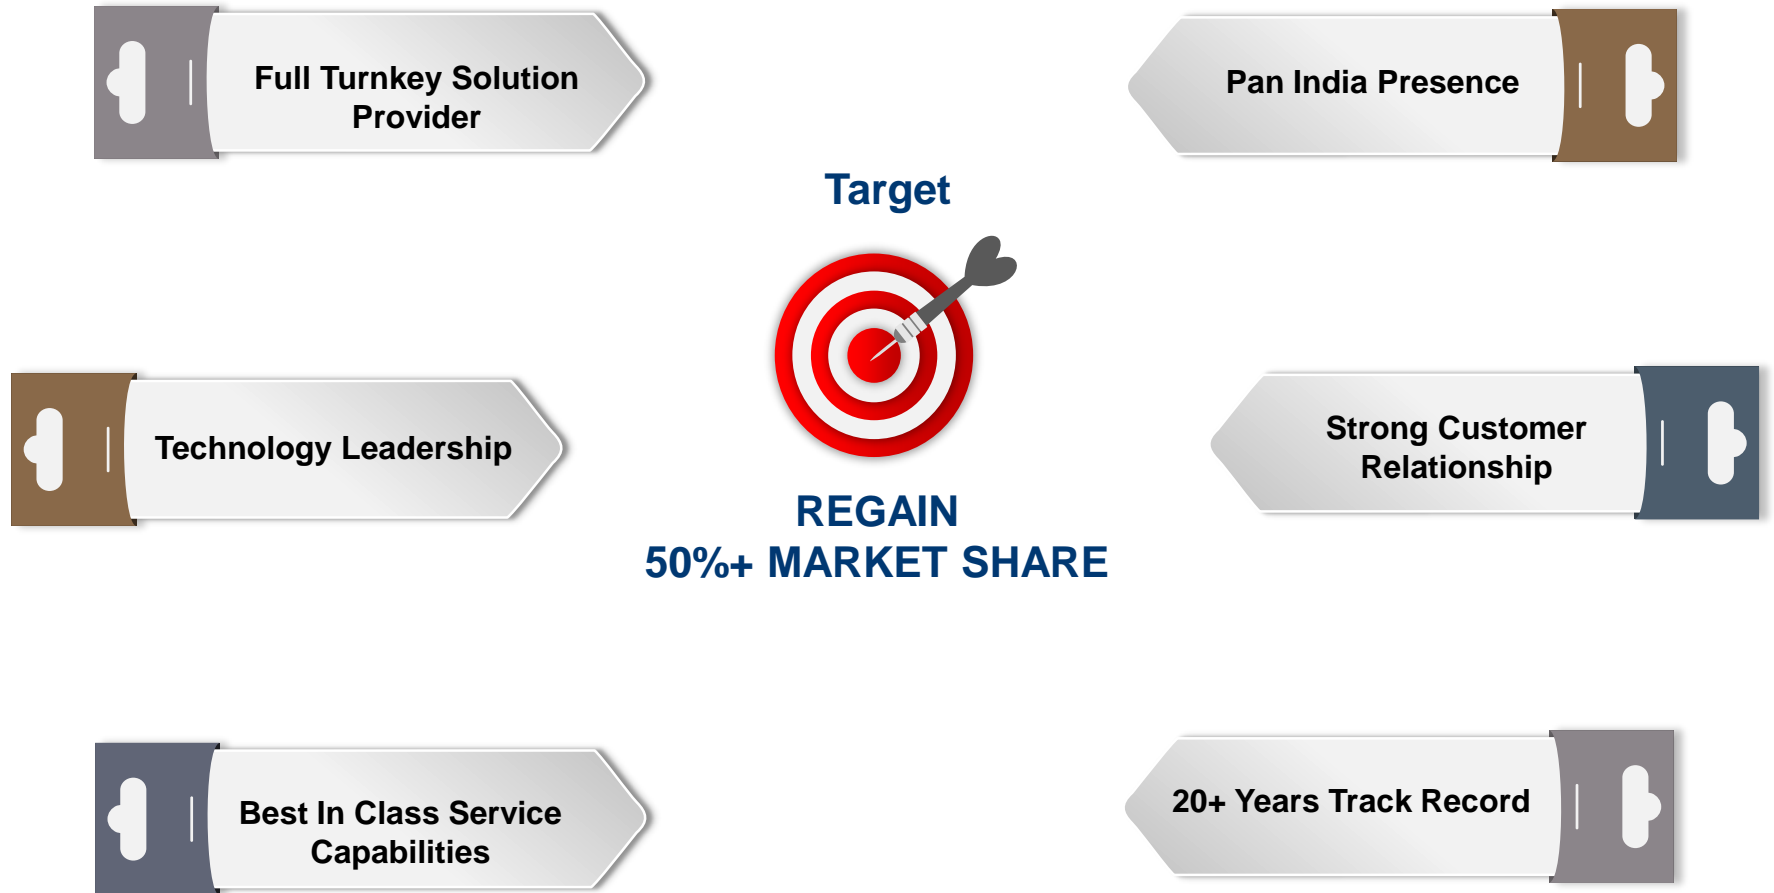 Full Turnkey Solution
Provider
Pan India Presence
Target
Technology Leadership
Strong Customer
Relationship
REGAIN
50%+ MARKET SHARE
Best In Class Service
Capabilities
20+ Years Track Record